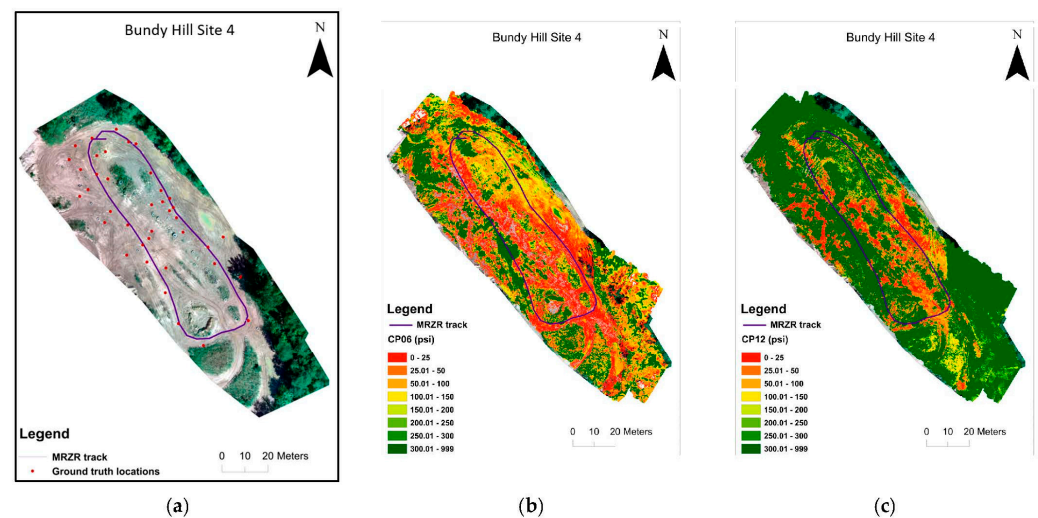 Bundy Hill Site 4
N
Legend
MRZR track
Ground truth locations
0 10 20 Meters
(a)
Bundy Hill Site 4
N
Legend
MRZR track
CP06 (psi)
0 - 25
25.01 - 50
50.01 - 100
100.01 - 150
150.01 - 200
200.01 - 250
250.01 - 300
300.01 - 999
0 10 20 Meters
(b)
Bundy Hill Site 4
N
Legend
MRZR track
CP12 (psi)
0 - 25
25.01 - 50
50.01 - 100
100.01 - 150
150.01 - 200
200.01 - 250
250.01 - 300
300.01 - 999
0 10 20 Meters
(c)